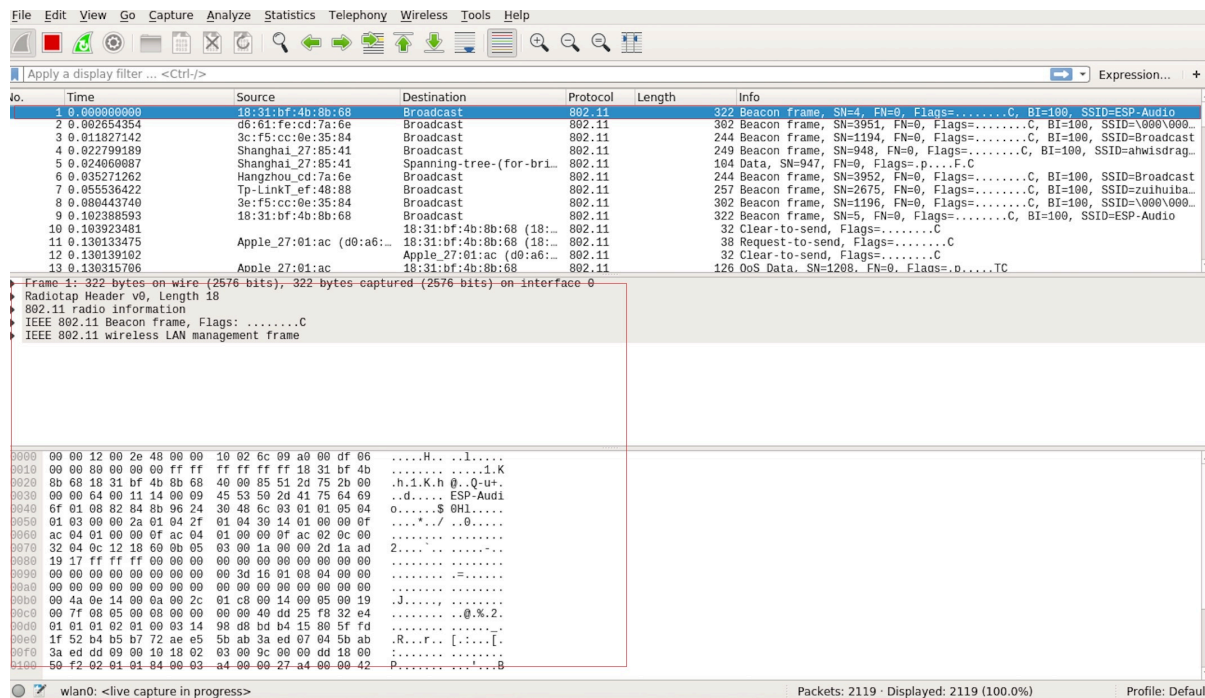 File Edit View Go Capture Analyze Statistics Telephony Wireless Tools Help
Apply a display filter ... <Ctrl-/> Expression... +
No. Time Source Destination Protocol Length Info
1 0.000000000 18:31:bf:4b:8b:68 Broadcast 802.11 322 Beacon frame, SN=4, FN=0, Flags=........C, BI=100, SSID=ESP-Audio
2 0.002654354 d6:61:fe:cd:7a:6e Broadcast 802.11 302 Beacon frame, SN=3951, FN=0, Flags=........C, BI=100, SSID=\000\000…
3 0.011827142 3c:f5:cc:0e:35:84 Broadcast 802.11 244 Beacon frame, SN=1194, FN=0, Flags=........C, BI=100, SSID=Broadcast
4 0.022799189 Shanghai_27:85:41 Broadcast 802.11 249 Beacon frame, SN=948, FN=0, Flags=........C, BI=100, SSID=ahwisdrag…
5 0.024060087 Shanghai_27:85:41 Spanning-tree-(for-bri… 802.11 104 Data, SN=947, FN=0, Flags=.p....F.C
6 0.035271262 Hangzhou_cd:7a:6e Broadcast 802.11 244 Beacon frame, SN=3952, FN=0, Flags=........C, BI=100, SSID=Broadcast
7 0.055536422 Tp-LinkT_ef:48:88 Broadcast 802.11 257 Beacon frame, SN=2675, FN=0, Flags=........C, BI=100, SSID=zuihuiba…
8 0.080443740 3e:f5:cc:0e:35:84 Broadcast 802.11 302 Beacon frame, SN=1196, FN=0, Flags=........C, BI=100, SSID=\000\000…
9 0.102388593 18:31:bf:4b:8b:68 Broadcast 802.11 322 Beacon frame, SN=5, FN=0, Flags=........C, BI=100, SSID=ESP-Audio
10 0.103923481 18:31:bf:4b:8b:68 (18:… 802.11 32 Clear-to-send, Flags=........C
11 0.130133475 Apple_27:01:ac (d0:a6:… 18:31:bf:4b:8b:68 (18:… 802.11 38 Request-to-send, Flags=........C
12 0.130139102 Apple_27:01:ac (d0:a6:… 802.11 32 Clear-to-send, Flags=........C
13 0.130315706 Apple_27:01:ac 18:31:bf:4b:8b:68 802.11 126 QoS Data, SN=1208, FN=0, Flags=.p.....TC
Frame 1: 322 bytes on wire (2576 bits), 322 bytes captured (2576 bits) on interface 0
Radiotap Header v0, Length 18
802.11 radio information
IEEE 802.11 Beacon frame, Flags: ........C
IEEE 802.11 wireless LAN management frame
0000 00 00 12 00 2e 48 00 00 10 02 6c 09 a0 00 df 06 .....H.. ..l.....
0010 00 00 80 00 00 00 ff ff ff ff ff ff 18 31 bf 4b ........ .....1.K
0020 8b 68 18 31 bf 4b 8b 68 40 00 85 51 2d 75 2b 00 .h.1.K.h @..Q-u+.
0030 00 00 64 00 11 14 00 09 45 53 50 2d 41 75 64 69 ..d..... ESP-Audi
0040 6f 01 08 82 84 8b 96 24 30 48 6c 03 01 01 05 04 o......$ 0Hl.....
0050 01 03 00 00 2a 01 04 2f 01 04 30 14 01 00 00 0f ....*../ ..0.....
0060 ac 04 01 00 00 0f ac 04 01 00 00 0f ac 02 0c 00 ........ ........
0070 32 04 0c 12 18 60 0b 05 03 00 1a 00 00 2d 1a ad 2....`.. .....-..
0080 19 17 ff ff ff 00 00 00 00 00 00 00 00 00 00 00 ........ ........
0090 00 00 00 00 00 00 00 00 00 3d 16 01 08 04 00 00 ........ .=......
00a0 00 00 00 00 00 00 00 00 00 00 00 00 00 00 00 00 ........ ........
00b0 00 4a 0e 14 00 0a 00 2c 01 c8 00 14 00 05 00 19 .J....., ........
00c0 00 7f 08 05 00 08 00 00 00 00 40 dd 25 f8 32 e4 ........ ..@.%.2.
00d0 01 01 01 02 01 00 03 14 98 d8 bd b4 15 80 5f fd ........ ......_.
00e0 1f 52 b4 b5 b7 72 ae e5 5b ab 3a ed 07 04 5b ab .R...r.. [.:...[.
00f0 3a ed dd 09 00 10 18 02 03 00 9c 00 00 dd 18 00 :....... ........
0100 50 f2 02 01 01 84 00 03 a4 00 00 27 a4 00 00 42 P....... ...'...B
wlan0: <live capture in progress> Packets: 2119 · Displayed: 2119 (100.0%) Profile: Defaul